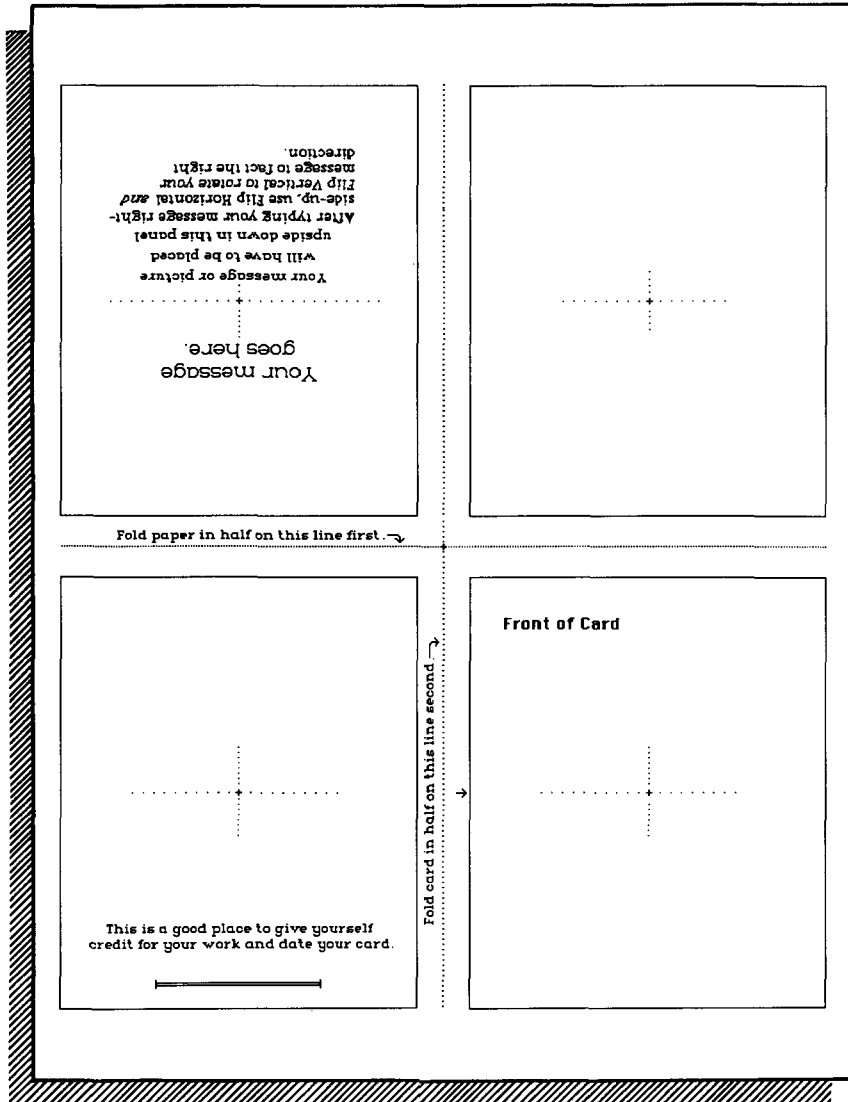 Your message
goes here.
Your message or picture
will have to be placed
upside down in this panel
After typing your message right-
side-up, use Flip Horizontal and
Flip Vertical to rotate your
message to fact the right
direction.
Fold paper in half on this line first.
Front of Card
Fold card in half on this line second.
This is a good place to give yourself
credit for your work and date your card.